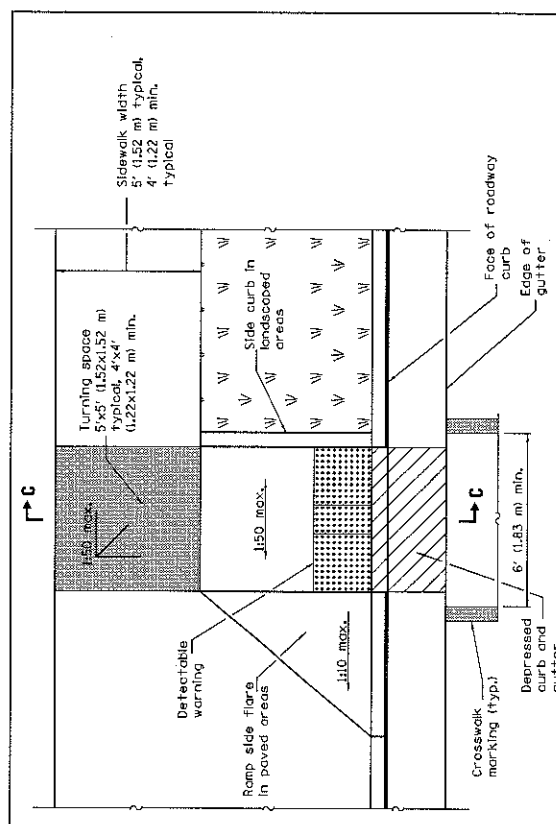 Sidewalk width
5' (1.52 m) typical,
4' (1.22 m) min.
typical
Turning space
5'x5' (1.52x1.52 m)
typical, 4'x4'
(1.22x1.22 m) min.
Side curb in
landscaped
areas
Face of roadway
curb
Edge of
gutter
C
1:50 max.
1:50 max.
C
6' (1.83 m) min.
Detectable
warning
Ramp side flare
in paved areas
1:10 max.
Crosswalk
marking (typ.)
Depressed
curb and
gutter